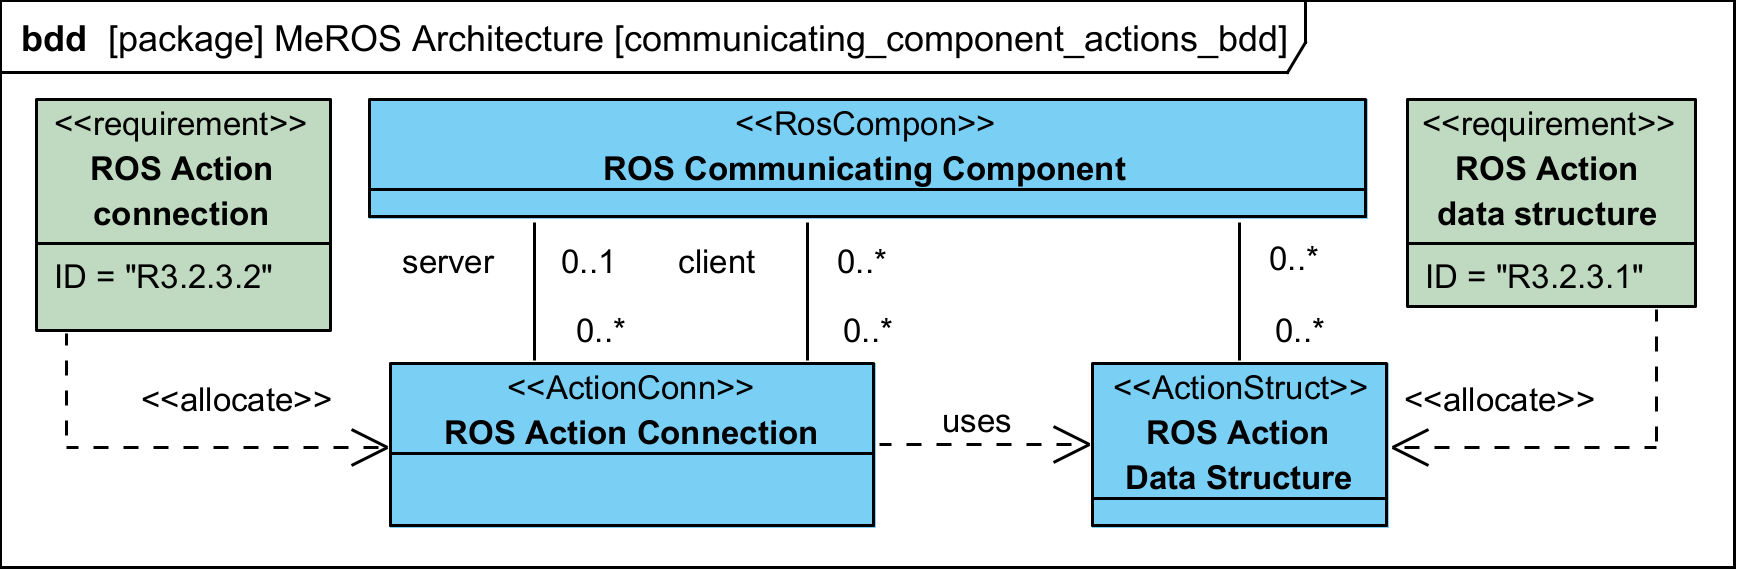 bdd [package] MeROS Architecture [communicating_component_actions_bdd]
<<requirement>>
ROS Action
connection
ID = "R3.2.3.2"
<<RosCompon>>
ROS Communicating Component
<<requirement>>
ROS Action
data structure
ID = "R3.2.3.1"
server
0..1
client
0..*
0..*
0..*
0..*
0..*
<<allocate>>
<<ActionConn>>
ROS Action Connection
uses
<<ActionStruct>>
ROS Action
Data Structure
<<allocate>>